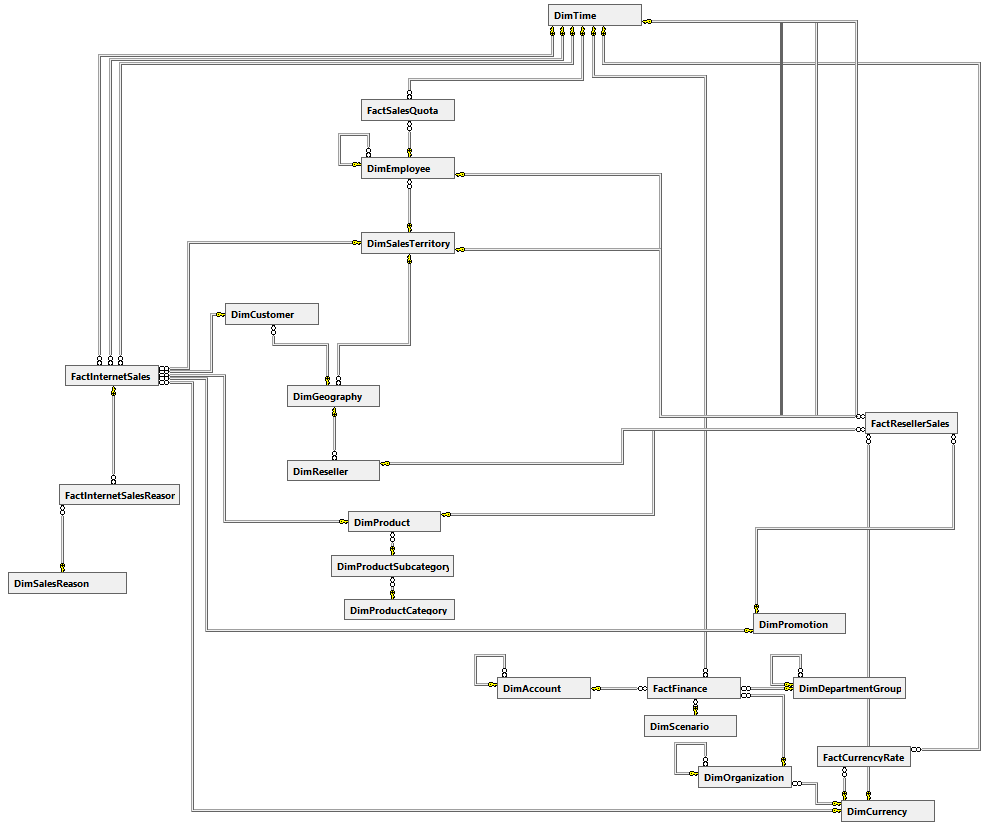 DimTime
FactSalesQuota
DimEmployee
DimSalesTerritory
DimCustomer
FactInternetSales
DimGeography
FactResellerSales
DimReseller
FactInternetSalesReason
DimProduct
DimProductSubcategory
DimSalesReason
DimProductCategory
DimPromotion
DimAccount
FactFinance
DimDepartmentGroup
DimScenario
FactCurrencyRate
DimOrganization
DimCurrency